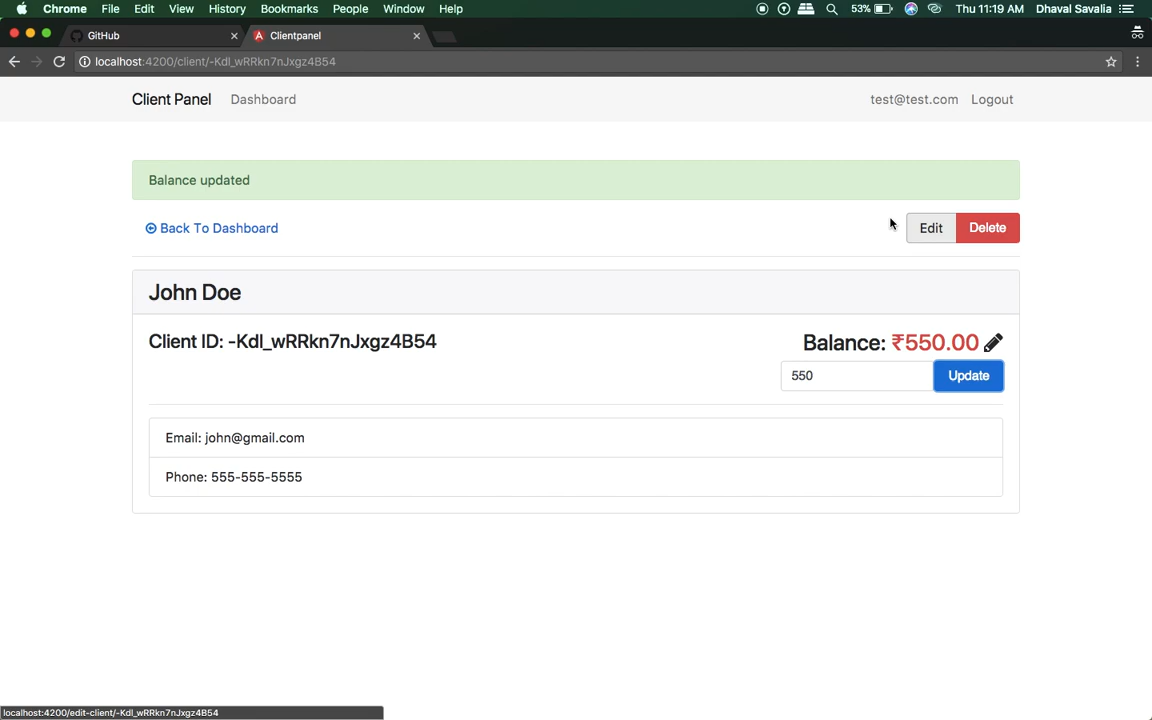 Chrome File Edit View History Bookmarks People Window Help 53% Thu 11:19 AM Dhaval Savalia
GitHub Clientpanel
localhost:4200/client/-Kdl_wRRkn7nJxgz4B54
Client Panel Dashboard test@test.com Logout
Balance updated
Back To Dashboard Edit Delete
John Doe
Client ID: -Kdl_wRRkn7nJxgz4B54 Balance: ₹550.00
550 Update
Email: john@gmail.com
Phone: 555-555-5555
localhost:4200/edit-client/-Kdl_wRRkn7nJxgz4B54